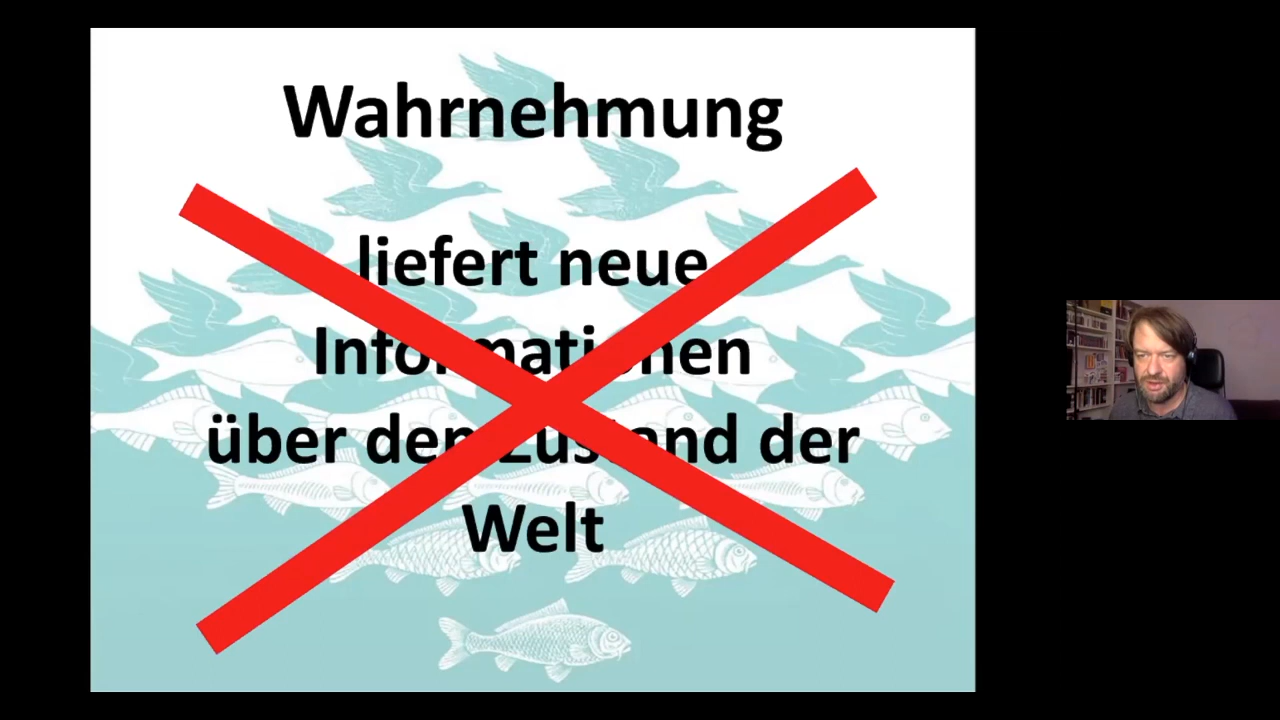 Wahrnehmung
liefert neue
Informationen
über den Zustand der
Welt